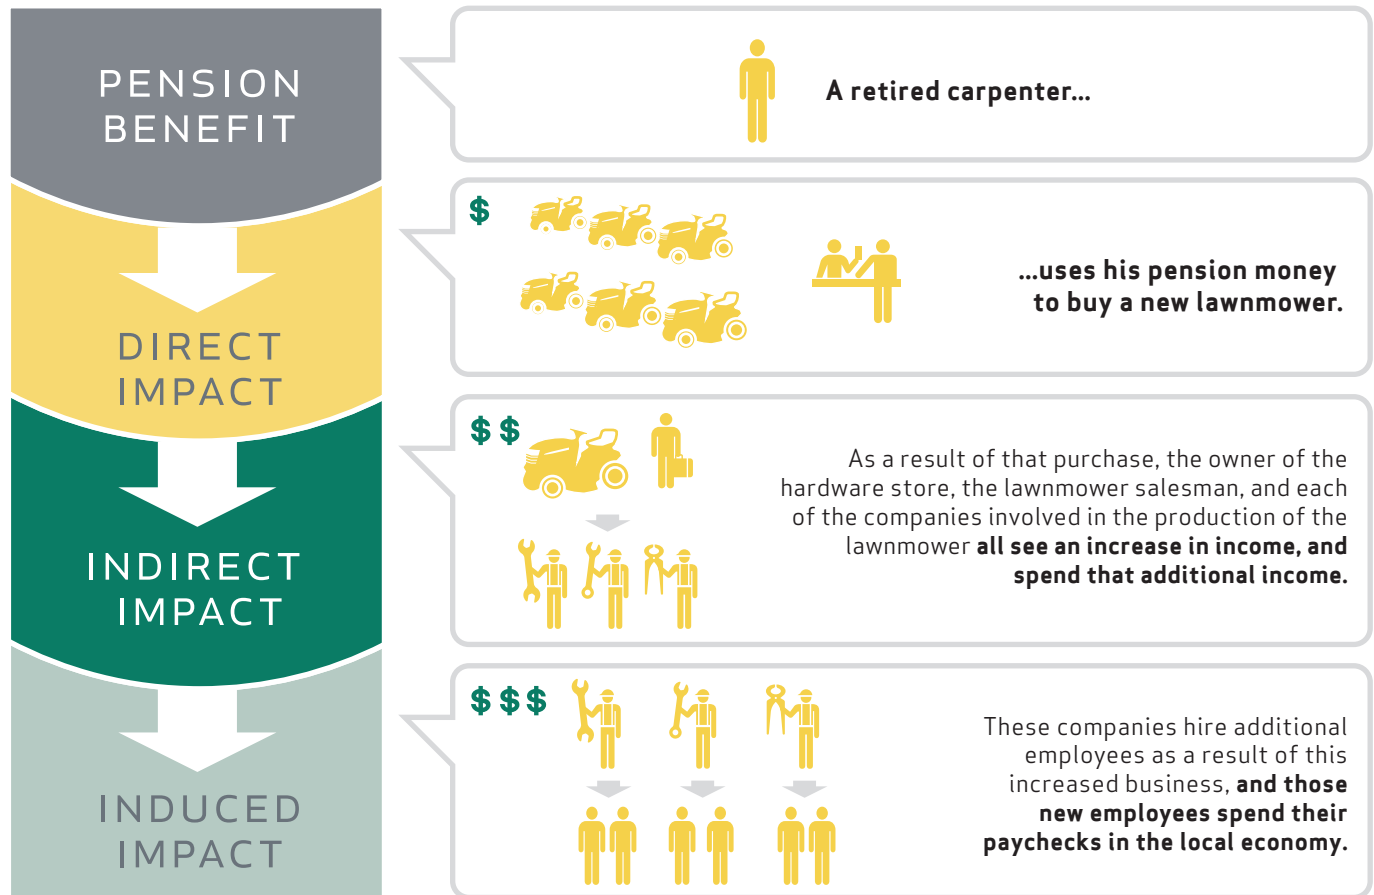 PENSION
BENEFIT
A retired carpenter...
$
...uses his pension money
to buy a new lawnmower.
DIRECT
IMPACT
$ $
As a result of that purchase, the owner of the
hardware store, the lawnmower salesman, and each
of the companies involved in the production of the
lawnmower all see an increase in income, and
spend that additional income.
INDIRECT
IMPACT
$ $ $
These companies hire additional
employees as a result of this
increased business, and those
new employees spend their
paychecks in the local economy.
INDUCED
IMPACT